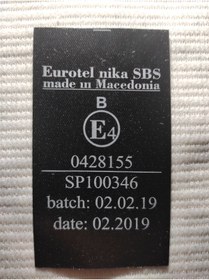 Eurotel nika SBS
made in Macedonia
B
E4
0428155
SP100346
batch: 02.02.19
date: 02.2019